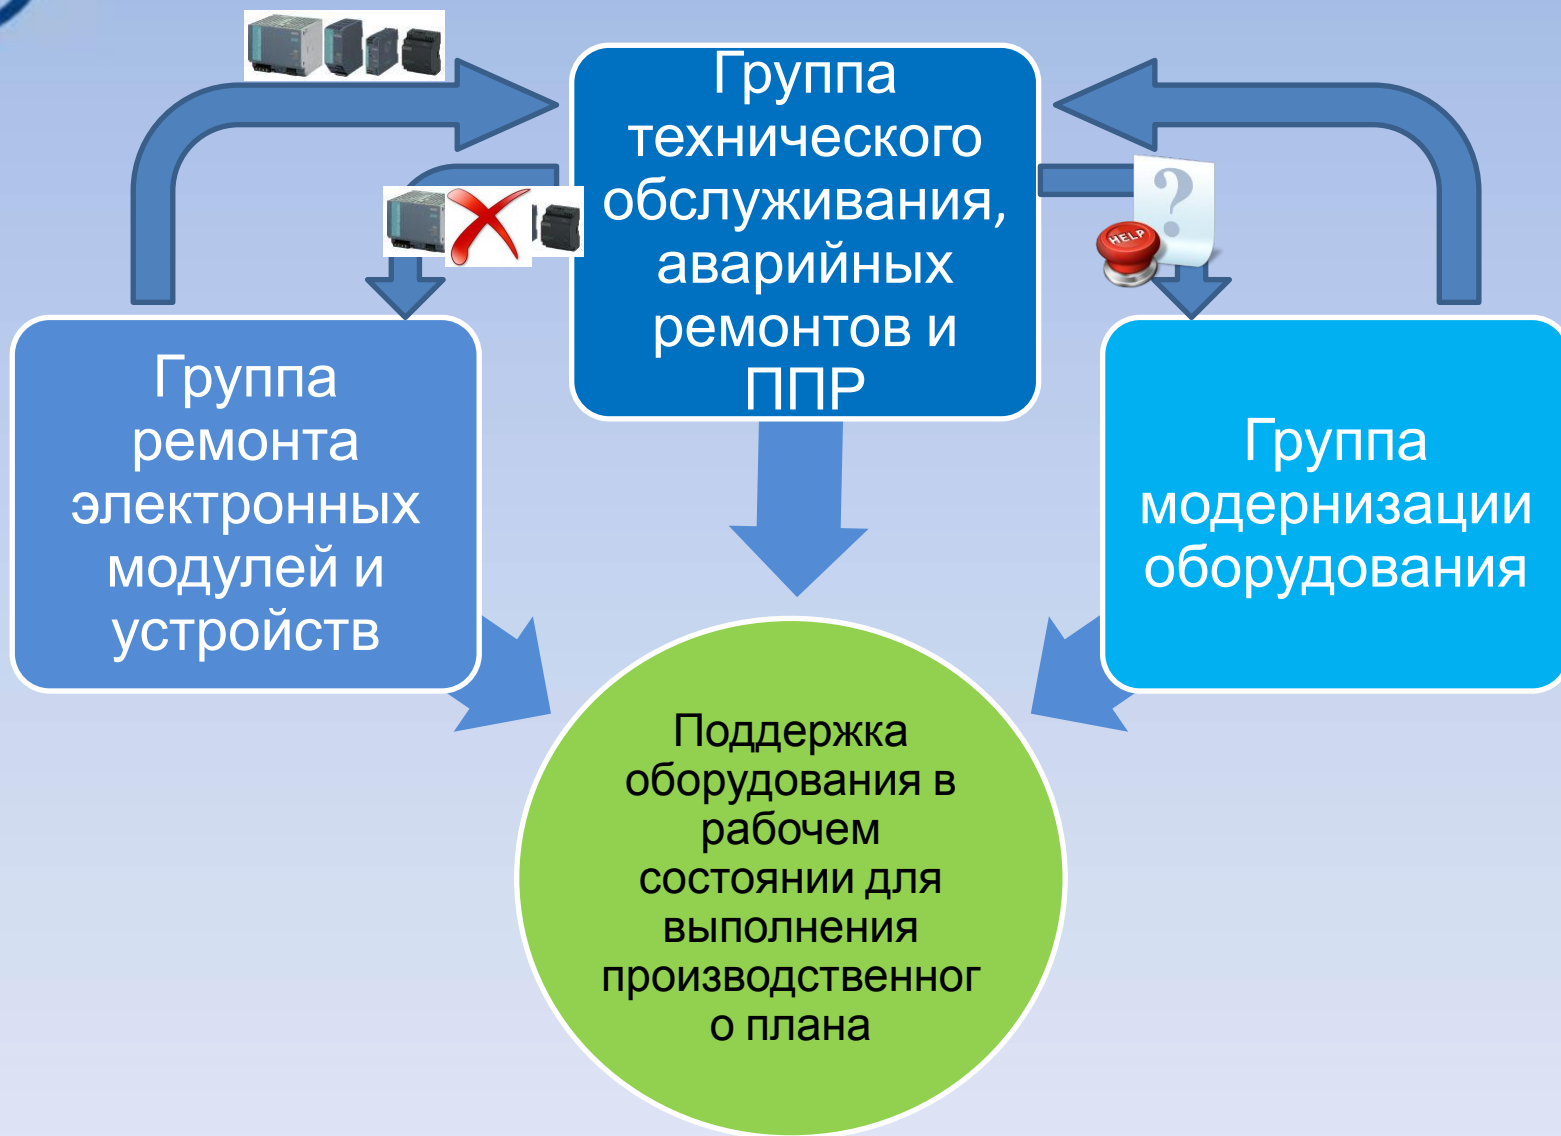 Группа
технического
обслуживания,
аварийных
ремонтов и
ППР
HELP
?
Группа
ремонта
электронных
модулей и
устройств
Группа
модернизации
оборудования
Поддержка
оборудования в
рабочем
состоянии для
выполнения
производственног
о плана